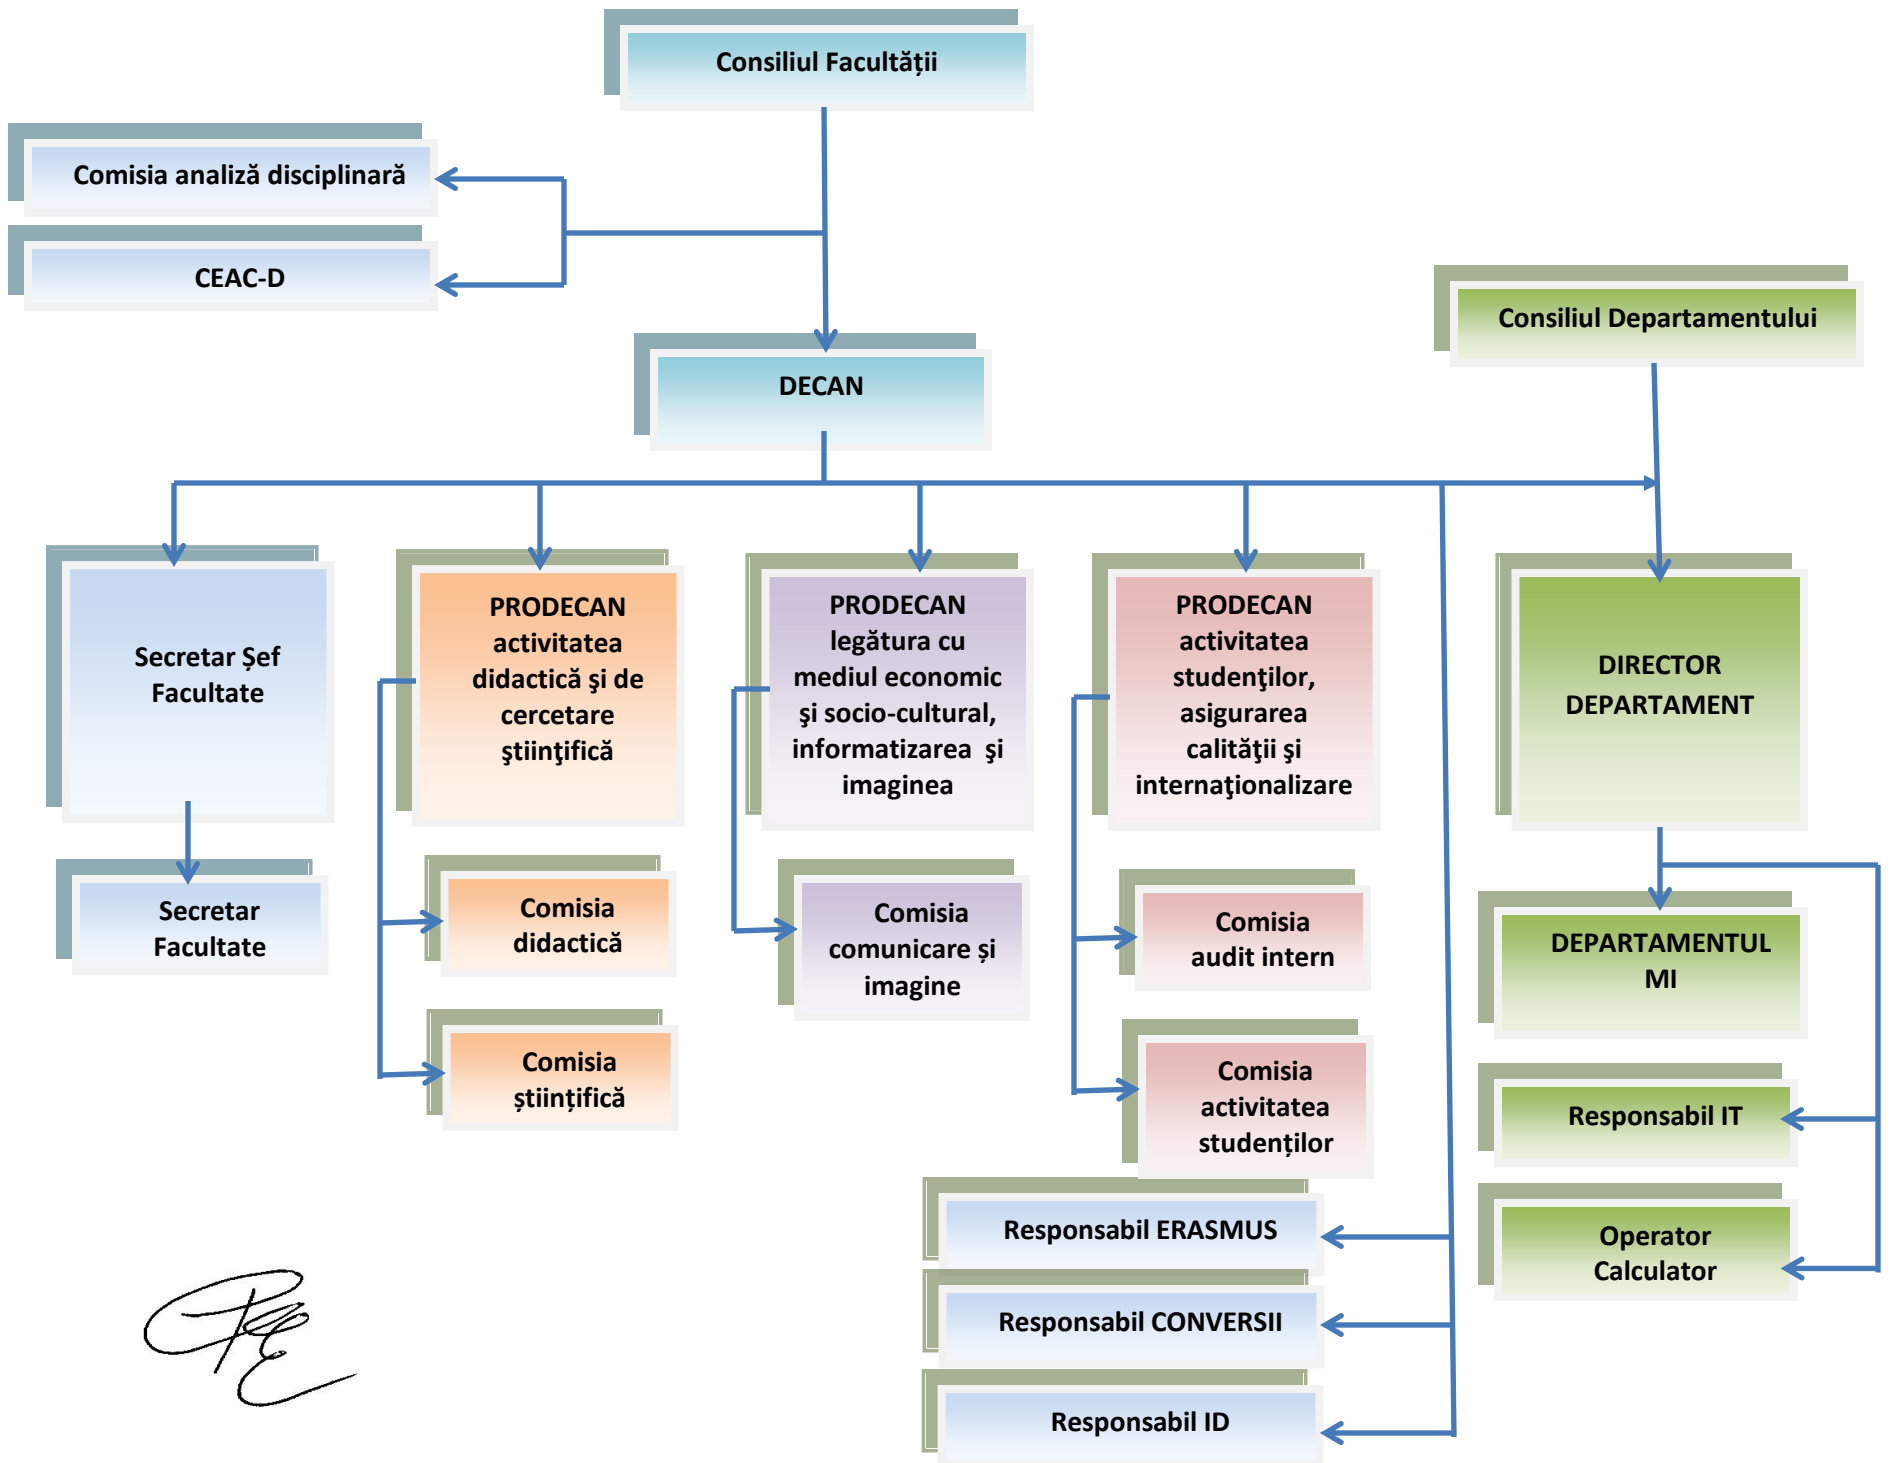 Consiliul Facultății
Comisia analiză disciplinară
CEAC-D
Consiliul Departamentului
DECAN
Secretar Șef
Facultate
PRODECAN
activitatea
didactică şi de
cercetare
ştiinţifică
PRODECAN
legătura cu
mediul economic
şi socio-cultural,
informatizarea şi
imaginea
PRODECAN
activitatea
studenţilor,
asigurarea
calităţii şi
internaţionalizare
DIRECTOR
DEPARTAMENT
Secretar
Facultate
Comisia
didactică
Comisia
comunicare și
imagine
Comisia
audit intern
DEPARTAMENTUL
MI
Comisia
științifică
Comisia
activitatea
studenților
Responsabil IT
Responsabil ERASMUS
Operator
Calculator
Responsabil CONVERSII
Responsabil ID